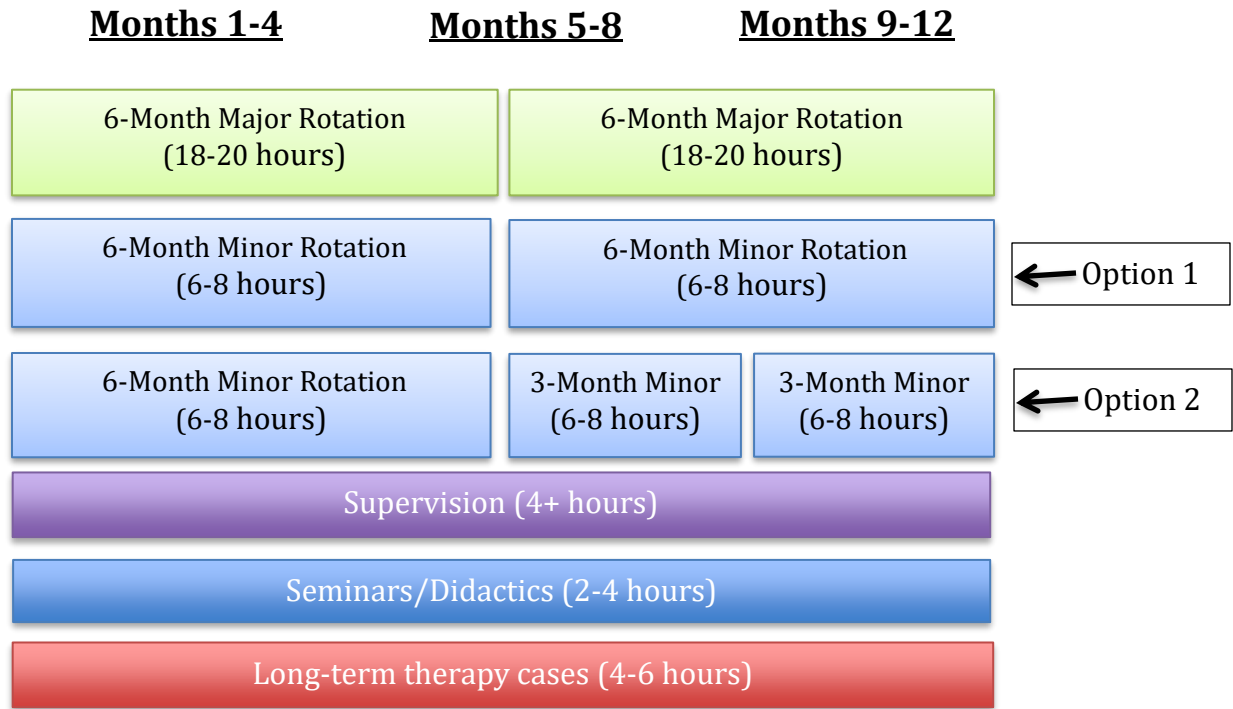 Months 1-4 Months 5-8 Months 9-12
6-Month Major Rotation
(18-20 hours)
6-Month Major Rotation
(18-20 hours)
6-Month Minor Rotation
(6-8 hours)
6-Month Minor Rotation
(6-8 hours)
Option 1
6-Month Minor Rotation
(6-8 hours)
3-Month Minor
(6-8 hours)
3-Month Minor
(6-8 hours)
Option 2
Supervision (4+ hours)
Seminars/Didactics (2-4 hours)
Long-term therapy cases (4-6 hours)